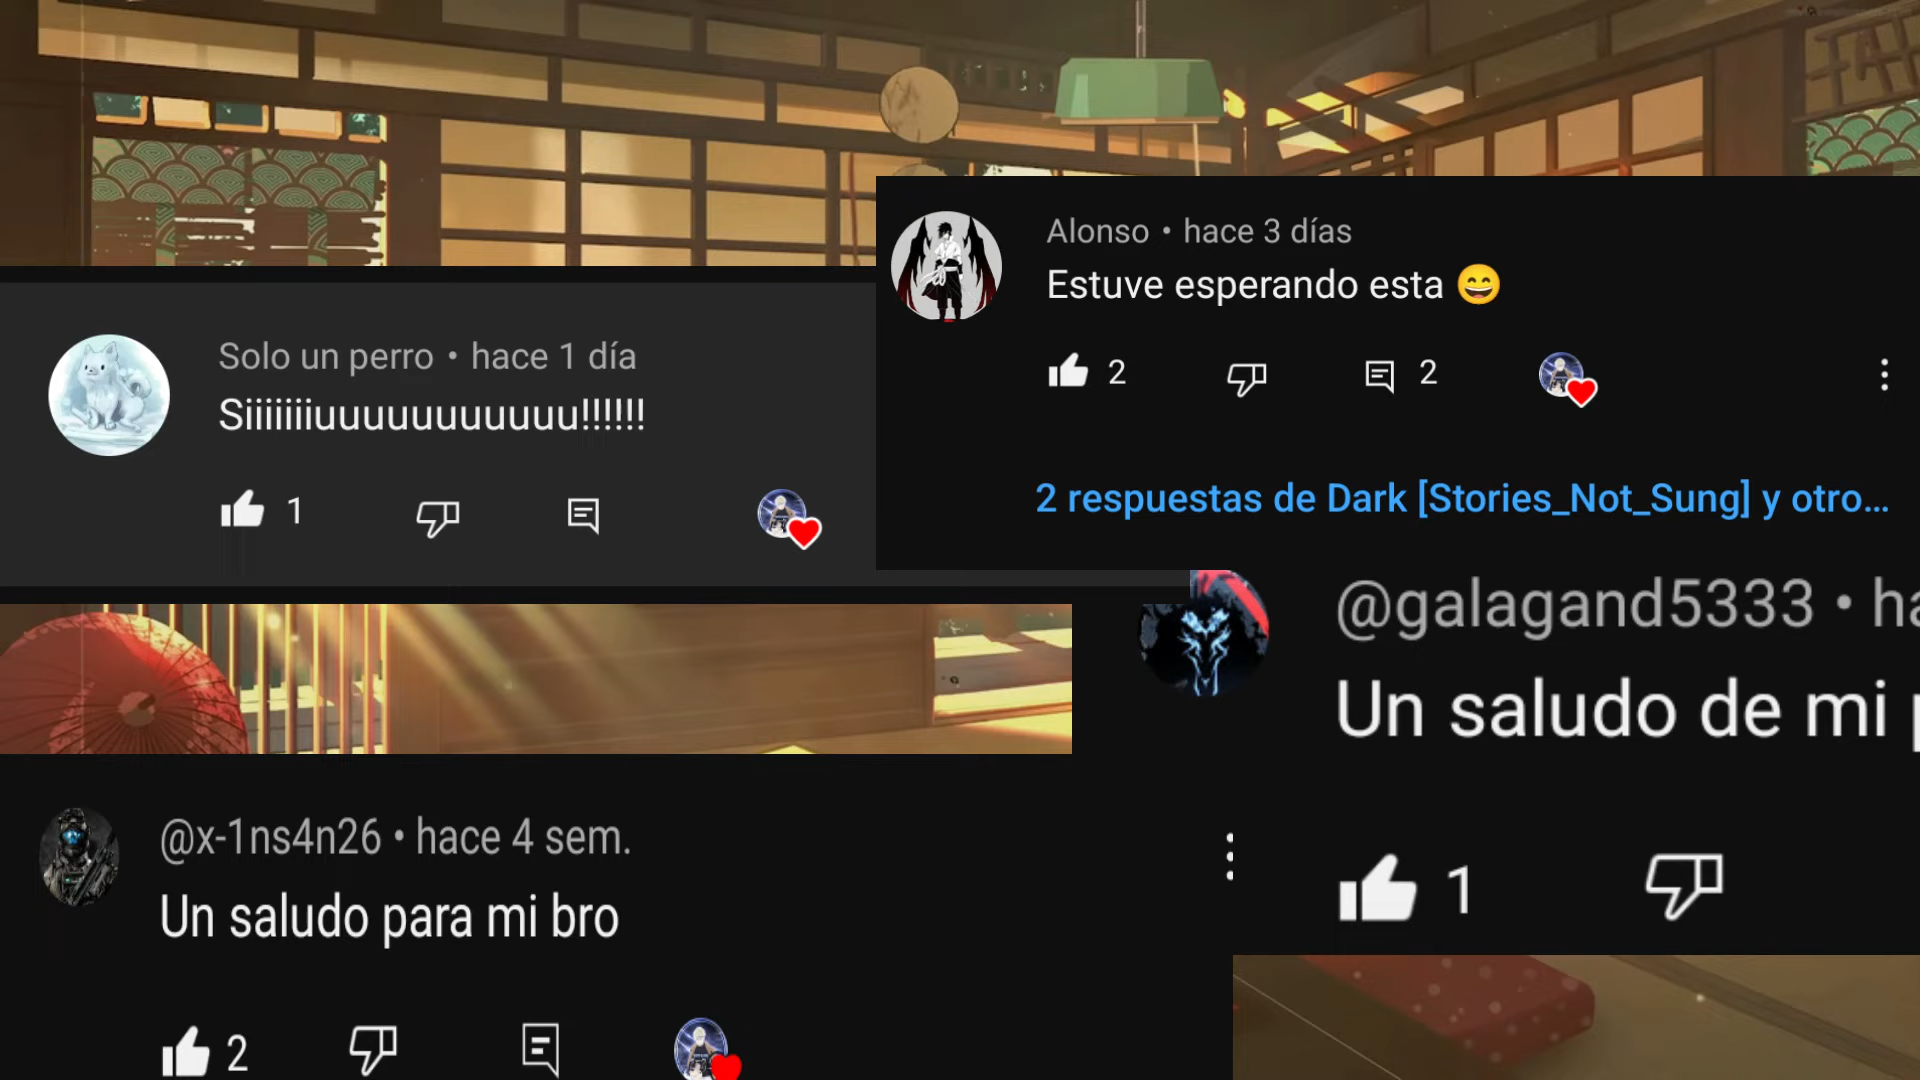 Alonso • hace 3 días
Estuve esperando esta 😄
2 2
2 respuestas de Dark [Stories_Not_Sung] y otro...
Solo un perro • hace 1 día
Siiiiiiiuuuuuuuuuuu!!!!!!
1
@galagand5333 • ha
Un saludo de mi
1
@x-1ns4n26 • hace 4 sem.
Un saludo para mi bro
2